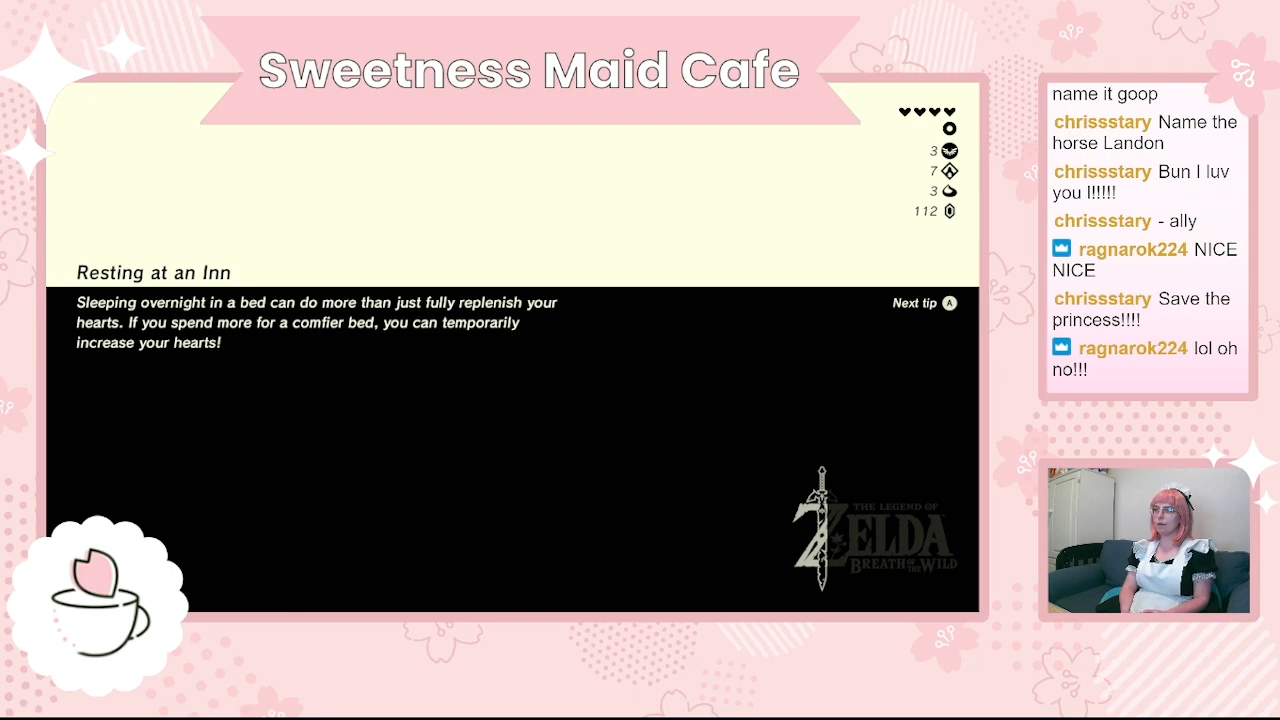 Sweetness Maid Cafe
3
7
3
112
Resting at an Inn
Sleeping overnight in a bed can do more than just fully replenish your
hearts. If you spend more for a comfier bed, you can temporarily
increase your hearts!
Next tip A
THE LEGEND OF
ZELDA
BREATH OF THE WILD
name it goop
chrissstary Name the
horse Landon
chrissstary Bun I luv
you I!!!!!
chrissstary - ally
ragnarok224 NICE
NICE
chrissstary Save the
princess!!!!
ragnarok224 lol oh
no!!!